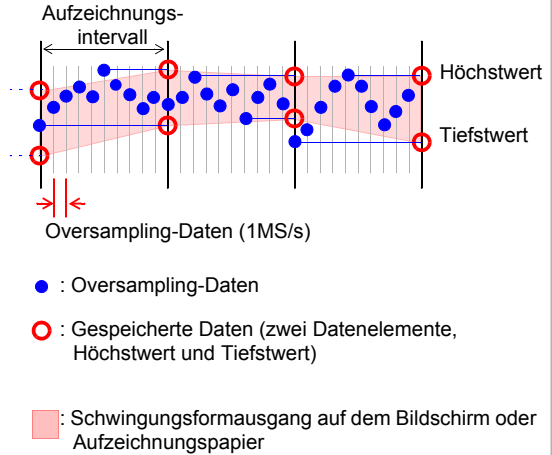 Aufzeichnungs-
intervall
Höchstwert
Tiefstwert
Oversampling-Daten (1MS/s)
: Oversampling-Daten
: Gespeicherte Daten (zwei Datenelemente,
Höchstwert und Tiefstwert)
: Schwingungsformausgang auf dem Bildschirm oder
Aufzeichnungspapier